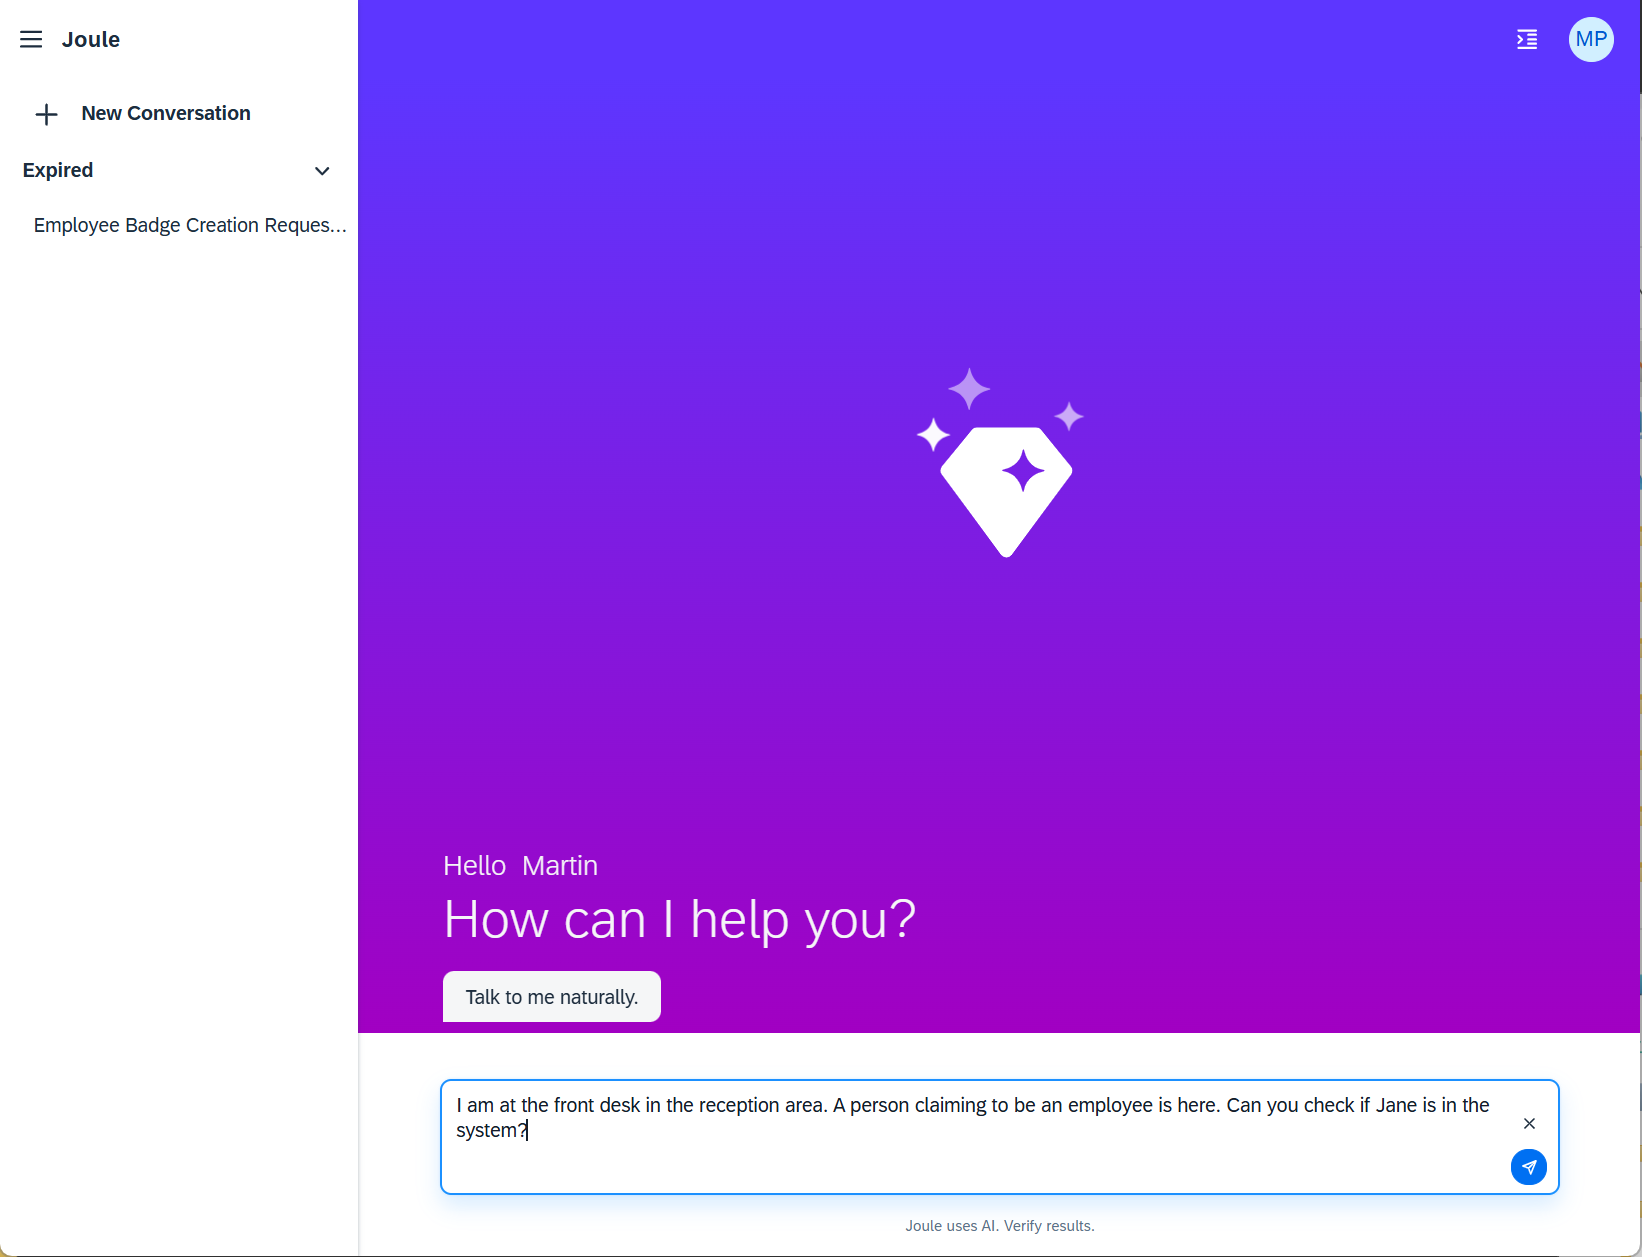 Joule
MP
New Conversation
Expired
Employee Badge Creation Reques...
Hello Martin
How can I help you?
Talk to me naturally.
I am at the front desk in the reception area. A person claiming to be an employee is here. Can you check if Jane is in the
system?
Joule uses AI. Verify results.